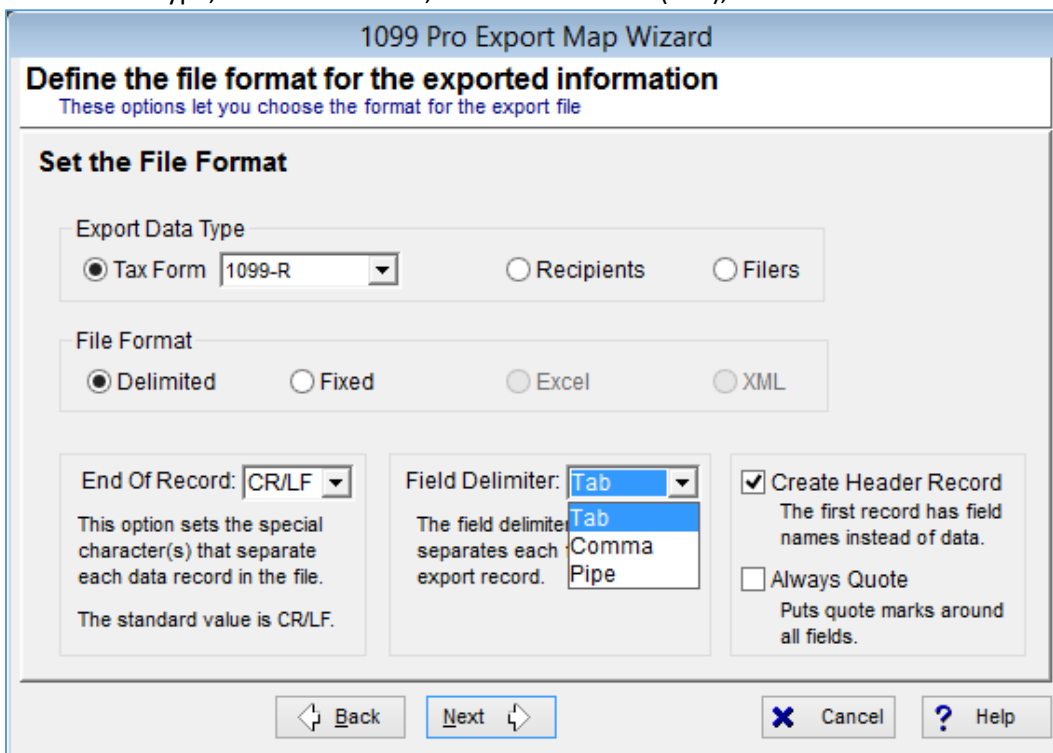 1099 Pro Export Map Wizard
Define the file format for the exported information
These options let you choose the format for the export file
Set the File Format
Export Data Type
Tax Form 1099-R Recipients Filers
File Format
Delimited Fixed Excel XML
End Of Record: CR/LF
This option sets the special
character(s) that separate
each data record in the file.
The standard value is CR/LF.
Field Delimiter: Tab
Tab
Comma
Pipe
The field
separates each
export record.
Create Header Record
The first record has field
names instead of data.
Always Quote
Puts quote marks around
all fields.
Back Next Cancel Help